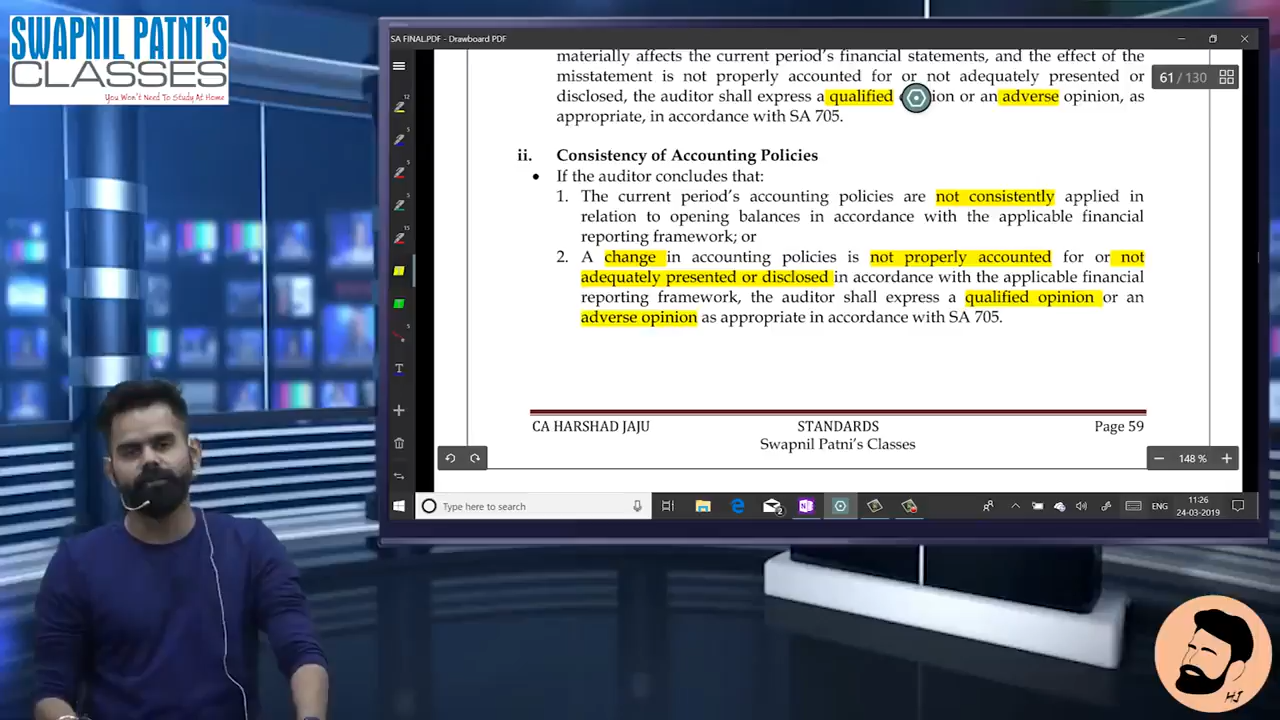 SWAPNIL PATNI'S
CLASSES
You Won't Need To Study At Home
SA FINAL.PDF - Drawboard PDF
materially affects the current period's financial statements, and the effect of the
misstatement is not properly accounted for or not adequately presented or
disclosed, the auditor shall express a qualified ion or an adverse opinion, as
appropriate, in accordance with SA 705.
61 / 130
ii. Consistency of Accounting Policies
• If the auditor concludes that:
1. The current period's accounting policies are not consistently applied in
relation to opening balances in accordance with the applicable financial
reporting framework; or
2. A change in accounting policies is not properly accounted for or not
adequately presented or disclosed in accordance with the applicable financial
reporting framework, the auditor shall express a qualified opinion or an
adverse opinion as appropriate in accordance with SA 705.
CA HARSHAD JAJU STANDARDS Page 59
Swapnil Patni's Classes
148 %
Type here to search
ENG
11:26
24-03-2019
HJ